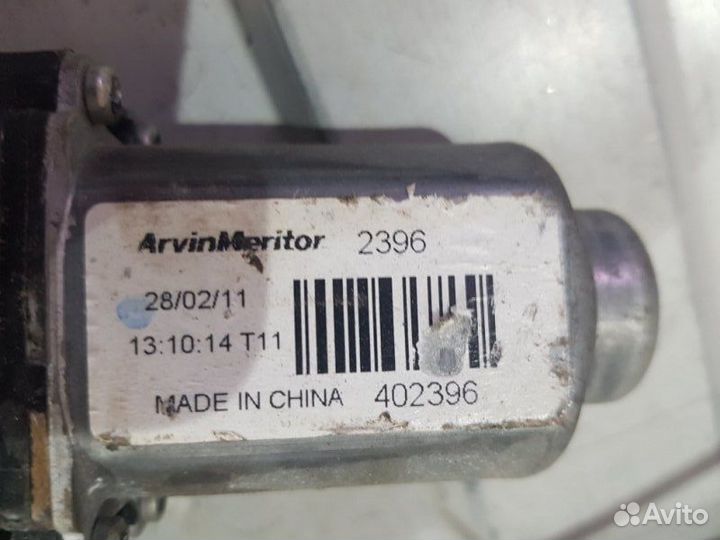 ArvinMeritor 2396
28/02/11
13:10:14 T11
MADE IN CHINA 402396
Avito